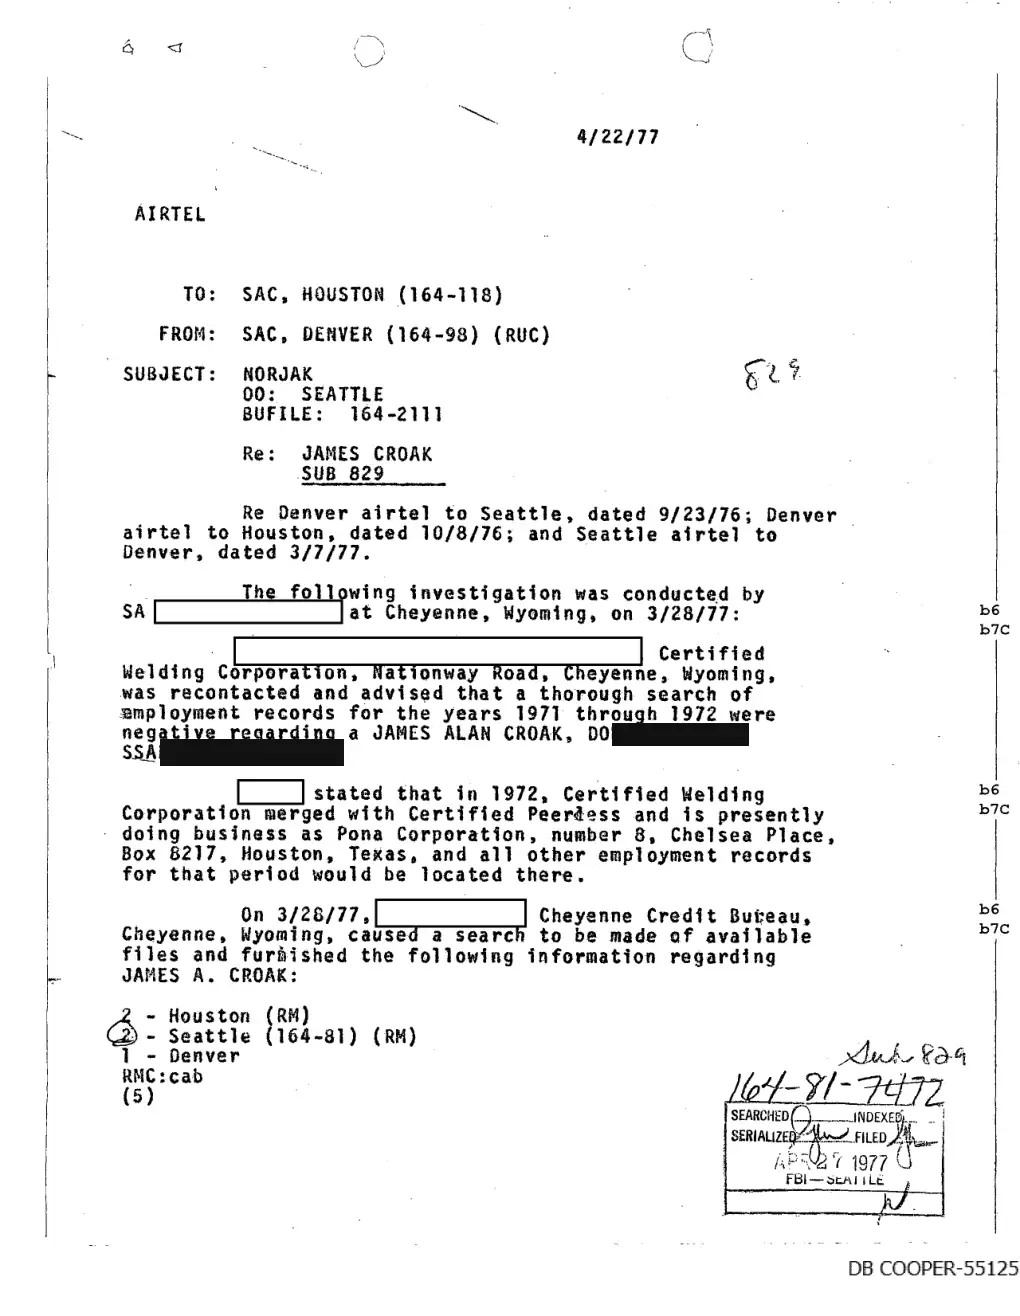 4/22/77
AIRTEL
TO: SAC, HOUSTON (164-118)
FROM: SAC, DENVER (164-98) (RUC)
SUBJECT: NORJAK
OO: SEATTLE
BUFILE: 164-2111
829
Re: JAMES CROAK
SUB 829
Re Denver airtel to Seattle, dated 9/23/76; Denver
airtel to Houston, dated 10/8/76; and Seattle airtel to
Denver, dated 3/7/77.
The following investigation was conducted by
SA at Cheyenne, Wyoming, on 3/28/77:
b6
b7C
Certified
Welding Corporation, Nationway Road, Cheyenne, Wyoming,
was recontacted and advised that a thorough search of
employment records for the years 1971 through 1972 were
negative regarding a JAMES ALAN CROAK, DO
SSA
stated that in 1972, Certified Welding
Corporation merged with Certified Peerless and is presently
doing business as Pona Corporation, number 8, Chelsea Place,
Box 8217, Houston, Texas, and all other employment records
for that period would be located there.
b6
b7C
On 3/28/77, Cheyenne Credit Bureau,
Cheyenne, Wyoming, caused a search to be made of available
files and furnished the following information regarding
JAMES A. CROAK:
b6
b7C
2 - Houston (RM)
2 - Seattle (164-81) (RM)
1 - Denver
RMC:cab
(5)
Sub 829
164-81-7472
SEARCHED INDEXED
SERIALIZED FILED
APR 27 1977
FBI — SEATTLE
DB COOPER-55125